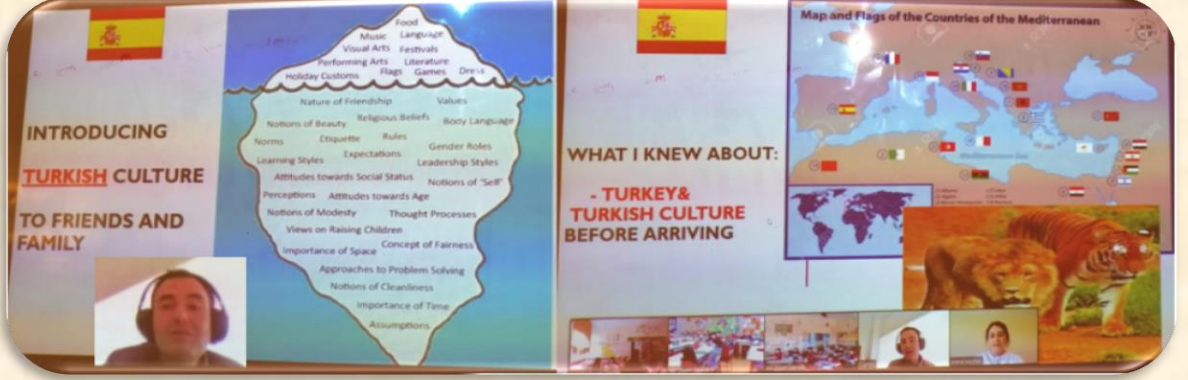 INTRODUCING
TURKISH CULTURE
TO FRIENDS AND
FAMILY
Food
Music Language
Visual Arts Festivals
Performing Arts Literature
Holiday Customs Flags Games Dress
Nature of Friendship Values
Notions of Beauty Religious Beliefs Body Language
Norms Etiquette Rules
Gender Roles
Learning Styles Expectations Leadership Styles
Attitudes towards Social Status Notions of "Self"
Perceptions Attitudes towards Age
Notions of Modesty Thought Processes
Views on Raising Children
Importance of Space Concept of Fairness
Approaches to Problem Solving
Notions of Cleanliness
Importance of Time
Assumptions
WHAT I KNEW ABOUT:
- TURKEY&
TURKISH CULTURE
BEFORE ARRIVING
Map and Flags of the Countries of the Mediterranean
Mediterranean Sea